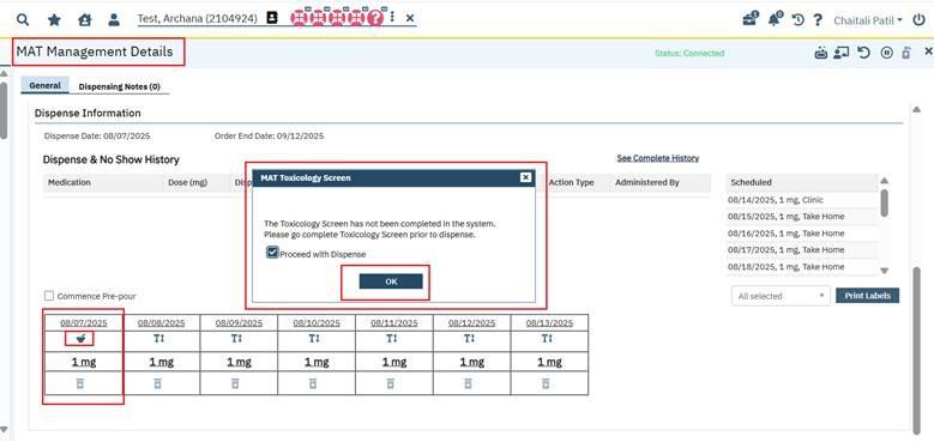 Test, Archana (2104924)
Chaitali Patil
MAT Management Details
Status: Connected
General
Dispensing Notes (0)
Dispense Information
Dispense Date: 08/07/2025
Order End Date: 09/12/2025
Dispense & No Show History
See Complete History
Medication
Dose (mg)
Action Type
Administered By
Scheduled
08/14/2025, 1 mg, Clinic
08/15/2025, 1 mg, Take Home
08/16/2025, 1 mg, Take Home
08/17/2025, 1 mg, Take Home
08/18/2025, 1 mg, Take Home
MAT Toxicology Screen
The Toxicology Screen has not been completed in the system.
Please go complete Toxicology Screen prior to dispense.
Proceed with Dispense
OK
Commence Pre-pour
All selected
Print Labels
08/07/2025 08/08/2025 08/09/2025 08/10/2025 08/11/2025 08/12/2025 08/13/2025
1 mg 1 mg 1 mg 1 mg 1 mg 1 mg 1 mg